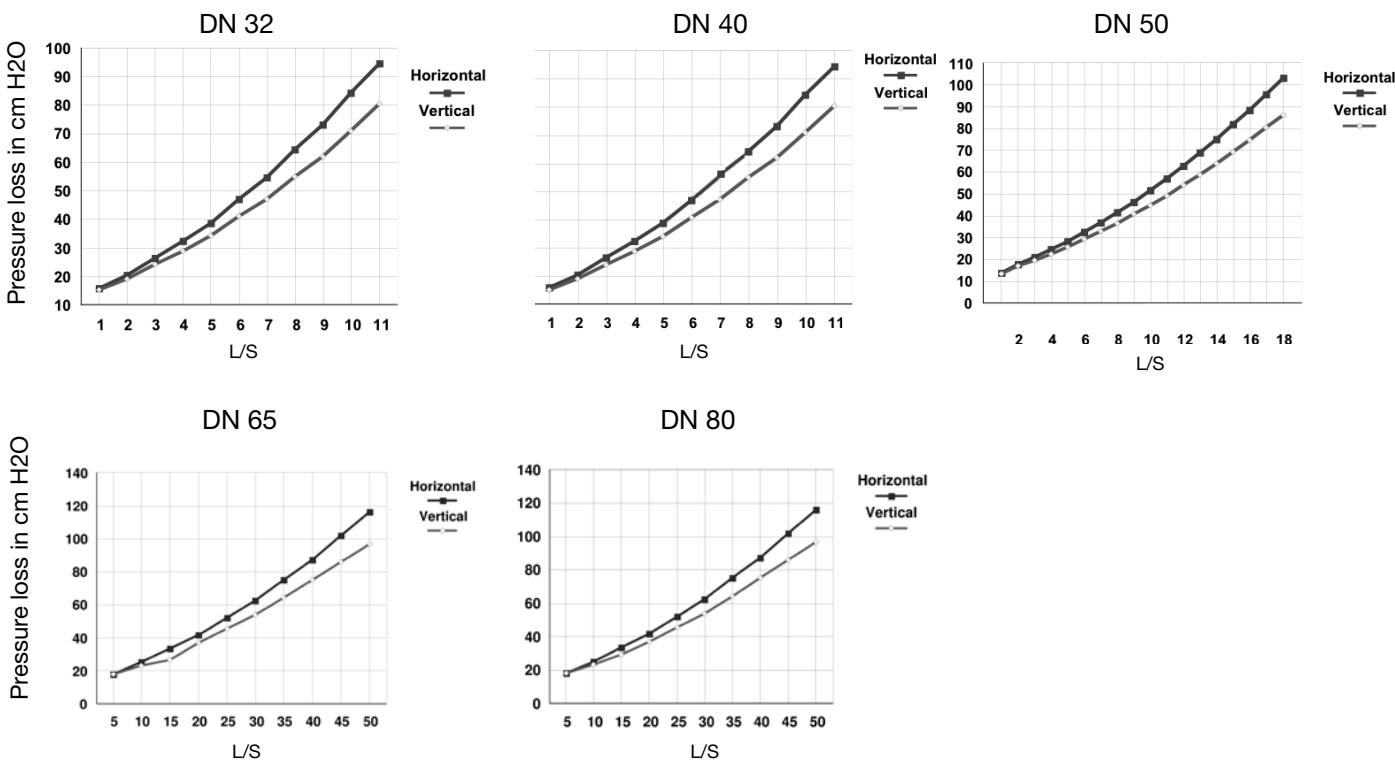 DN 32
DN 40
DN 50
Pressure loss in cm H2O
100
90
80
70
60
50
40
30
20
10
1 2 3 4 5 6 7 8 9 10 11
L/S
Horizontal
Vertical
1 2 3 4 5 6 7 8 9 10 11
L/S
Horizontal
Vertical
110
100
90
80
70
60
50
40
30
20
10
0
2 4 6 8 10 12 14 16 18
L/S
Horizontal
Vertical
DN 65
DN 80
Pressure loss in cm H2O
140
120
100
80
60
40
20
0
5 10 15 20 25 30 35 40 45 50
L/S
Horizontal
Vertical
140
120
100
80
60
40
20
0
5 10 15 20 25 30 35 40 45 50
L/S
Horizontal
Vertical